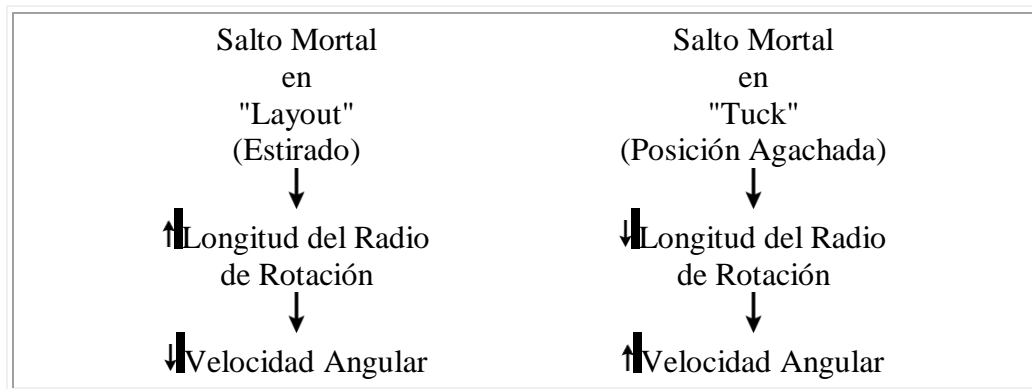 Salto Mortal
en
"Layout"
(Estirado)
↑Longitud del Radio
de Rotación
↓Velocidad Angular
Salto Mortal
en
"Tuck"
(Posición Agachada)
↓Longitud del Radio
de Rotación
↑Velocidad Angular